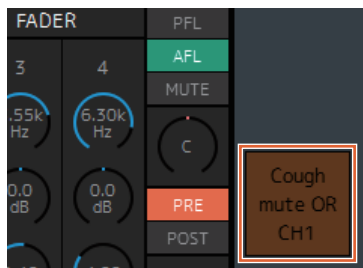 FADER
PFL
3
4
AFL
MUTE
.55k
Hz
6.30k
Hz
C
0.0
dB
0.0
dB
PRE
POST
Cough
mute OR
CH1